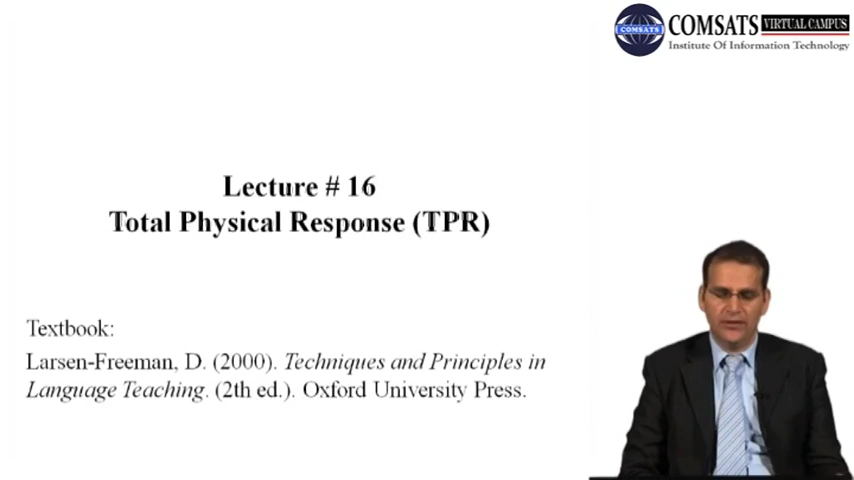 COMSATS
COMSATS VIRTUAL CAMPUS
Institute Of Information Technology
Lecture # 16
Total Physical Response (TPR)
Textbook:
Larsen-Freeman, D. (2000). Techniques and Principles in
Language Teaching. (2th ed.). Oxford University Press.